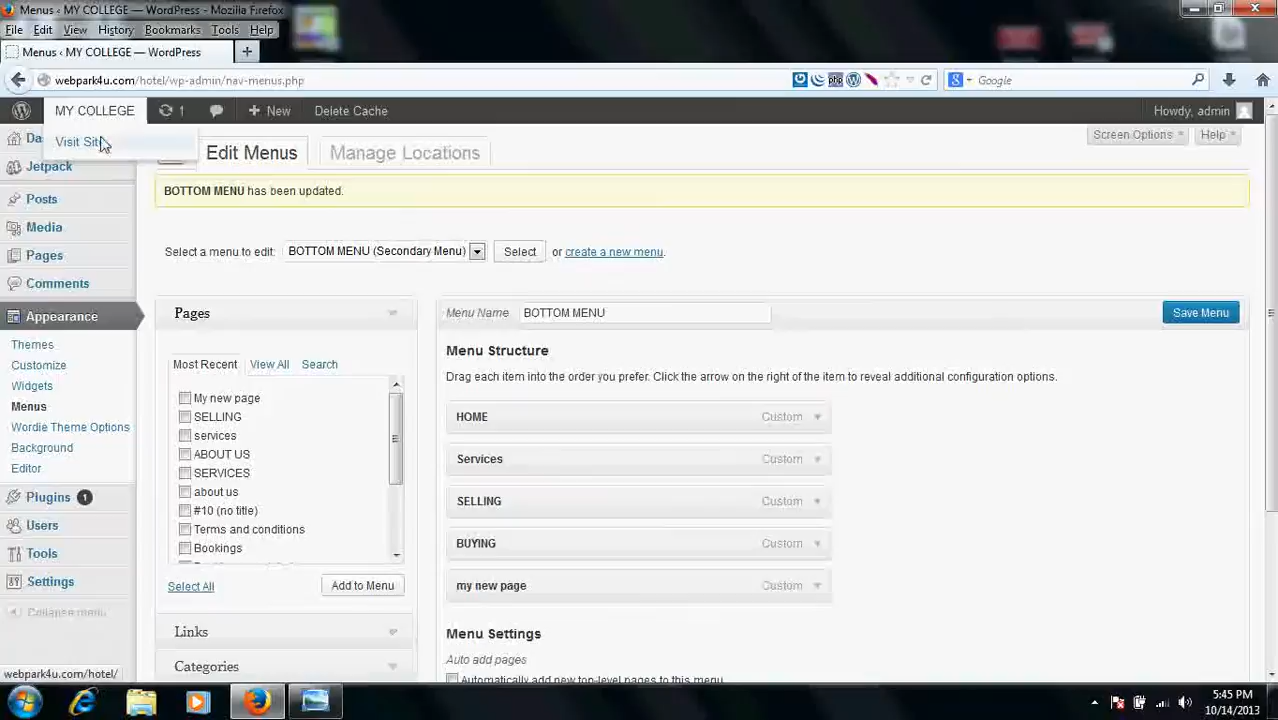 Menus ‹ MY COLLEGE — WordPress - Mozilla Firefox
File Edit View History Bookmarks Tools Help
Menus ‹ MY COLLEGE — WordPress
webpark4u.com/hotel/wp-admin/nav-menus.php
Google
MY COLLEGE 1 + New Delete Cache Howdy, admin
Visit Site
Screen Options Help
Edit Menus Manage Locations
Jetpack
BOTTOM MENU has been updated.
Posts
Media
Pages
Comments
Appearance
Themes
Customize
Widgets
Menus
Wordie Theme Options
Background
Editor
Plugins 1
Users
Tools
Settings
Collapse menu
Select a menu to edit: BOTTOM MENU (Secondary Menu) Select or create a new menu.
Pages
Most Recent View All Search
My new page
SELLING
services
ABOUT US
SERVICES
about us
#10 (no title)
Terms and conditions
Bookings
Select All Add to Menu
Links
Categories
Menu Name BOTTOM MENU Save Menu
Menu Structure
Drag each item into the order you prefer. Click the arrow on the right of the item to reveal additional configuration options.
HOME Custom
Services Custom
SELLING Custom
BUYING Custom
my new page Custom
Menu Settings
Auto add pages
Automatically add new top-level pages to this menu
webpark4u.com/hotel/
5:45 PM
10/14/2013